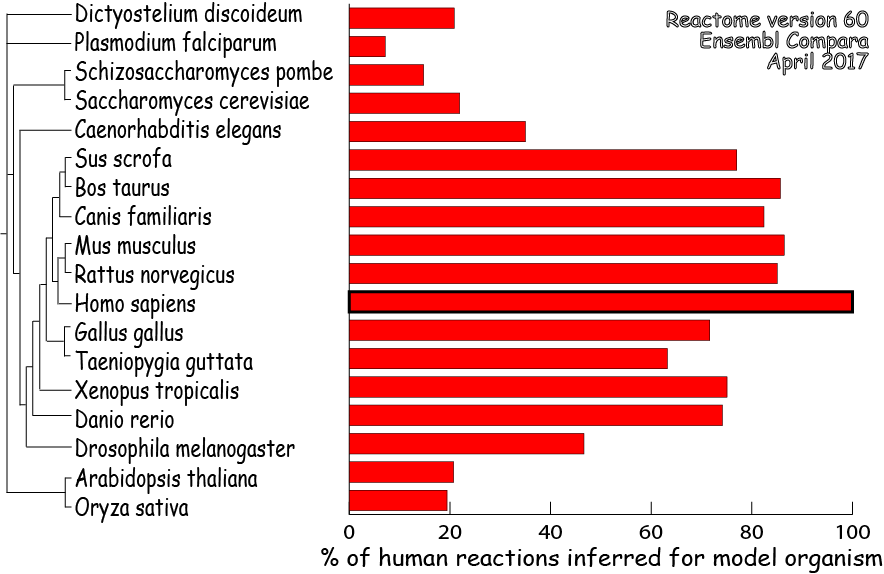 Dictyostelium discoideum
Plasmodium falciparum
Schizosaccharomyces pombe
Saccharomyces cerevisiae
Caenorhabditis elegans
Sus scrofa
Bos taurus
Canis familiaris
Mus musculus
Rattus norvegicus
Homo sapiens
Gallus gallus
Taeniopygia guttata
Xenopus tropicalis
Danio rerio
Drosophila melanogaster
Arabidopsis thaliana
Oryza sativa
Reactome version 60
Ensembl Compara
April 2017
0 20 40 60 80 100
% of human reactions inferred for model organism